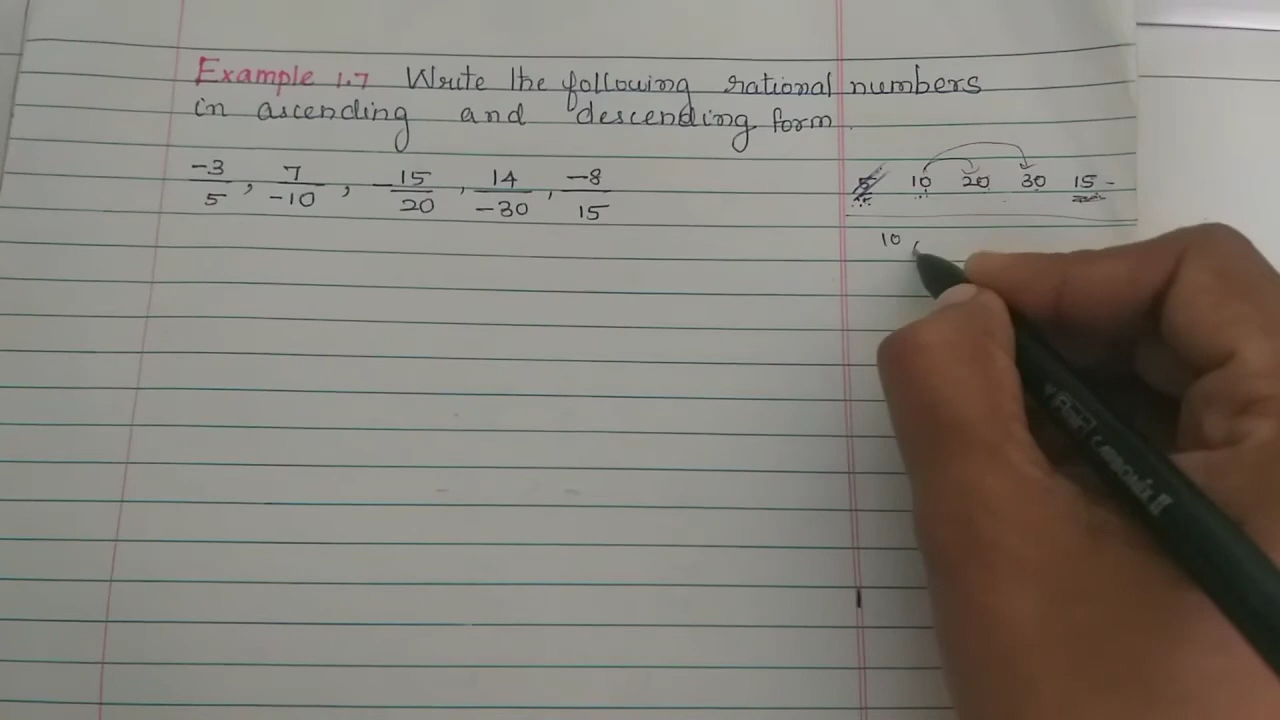 Example 1.7 Write the following rational numbers
in ascending and descending form.
-3/5, 7/-10, -15/20, 14/-30, -8/15
5 10 20 30 15
10